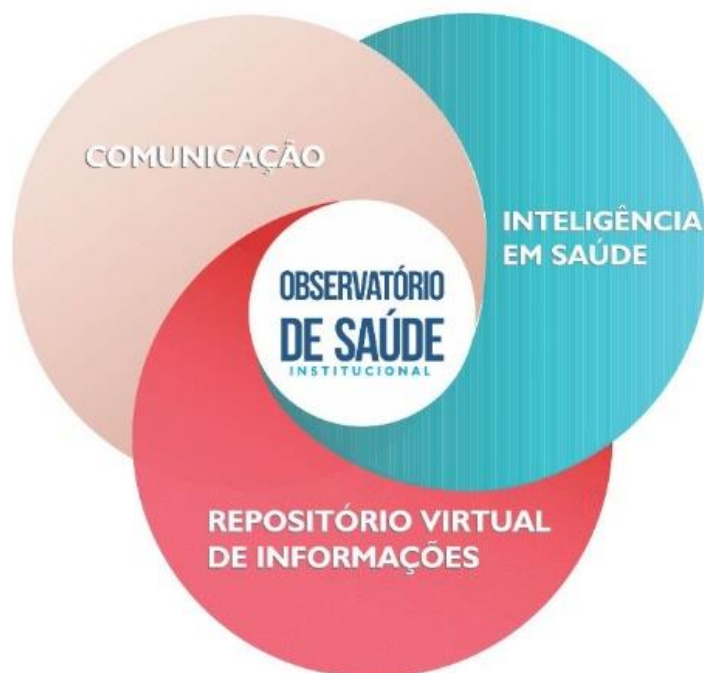 COMUNICAÇÃO
INTELIGÊNCIA
EM SAÚDE
OBSERVATÓRIO
DE SAÚDE
INSTITUCIONAL
REPOSITÓRIO VIRTUAL
DE INFORMAÇÕES